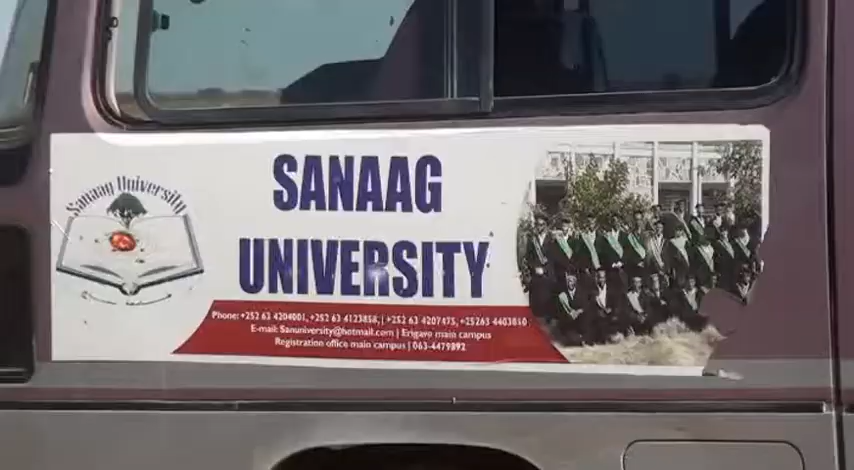 Sanaag University
SANAAG
UNIVERSITY
Phone: +252 63 4204001, +252 63 4123858, | +252 63 4207475, +25263 4403810
E-mail: Sanuniversity@hotmail.com | Erigavo main campus
Registration office main campus | 063-4479892